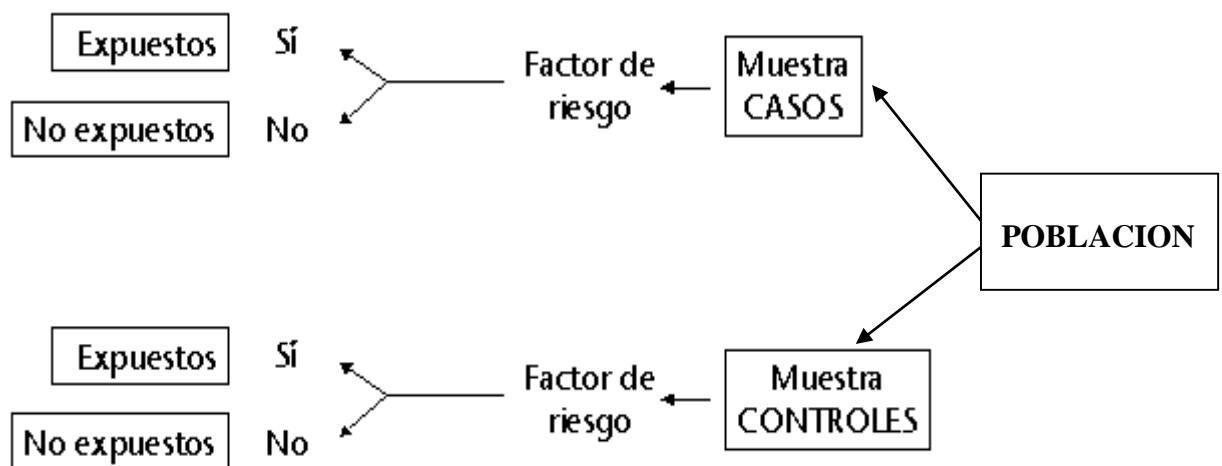 Expuestos
Sí
No expuestos
No
Factor de
riesgo
Muestra
CASOS
POBLACION
Expuestos
Sí
No expuestos
No
Factor de
riesgo
Muestra
CONTROLES